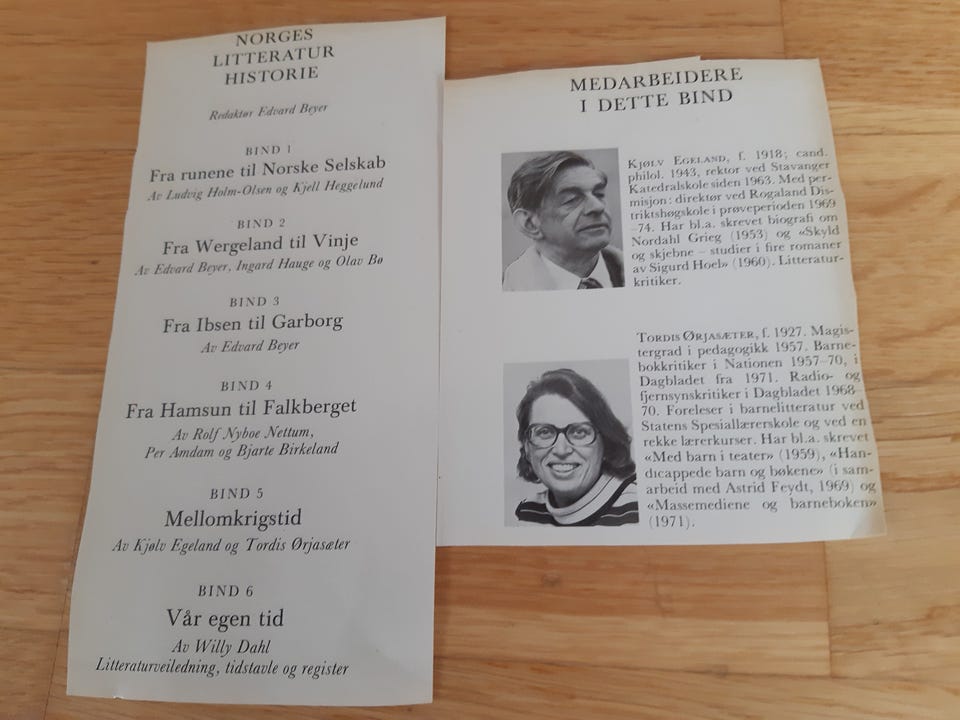 NORGES
LITTERATUR
HISTORIE
Redaktør Edvard Beyer
BIND 1
Fra runene til Norske Selskab
Av Ludvig Holm-Olsen og Kjell Heggelund
BIND 2
Fra Wergeland til Vinje
Av Edvard Beyer, Ingard Hauge og Olav Bø
BIND 3
Fra Ibsen til Garborg
Av Edvard Beyer
BIND 4
Fra Hamsun til Falkberget
Av Rolf Nyboe Nettum,
Per Amdam og Bjarte Birkeland
BIND 5
Mellomkrigstid
Av Kjølv Egeland og Tordis Ørjasæter
BIND 6
Vår egen tid
Av Willy Dahl
Litteraturveiledning, tidstavle og register
MEDARBEIDERE
I DETTE BIND
KJØLV EGELAND, f. 1918; cand.
philol. 1943, rektor ved Stavanger
Katedralskole siden 1963. Med per-
misjon: direktør ved Rogaland Dis-
triktshøgskole i prøveperioden 1969
–74. Har bl.a. skrevet biografi om
Nordahl Grieg (1953) og «Skyld
og skjebne – studier i fire romaner
av Sigurd Hoel» (1960). Litteratur-
kritiker.
TORDIS ØRJASÆTER, f. 1927. Magis-
tergrad i pedagogikk 1957. Barne-
bokkritiker i Nationen 1957–70, i
Dagbladet fra 1971. Radio- og
fjernsynskritiker i Dagbladet 1968–
70. Foreleser i barnelitteratur ved
Statens Spesiallærerskole og ved en
rekke lærerkurser. Har bl.a. skrevet
«Med barn i teater» (1959), «Han-
dicappede barn og bøkene» (i sam-
arbeid med Astrid Feydt, 1969) og
«Massemediene og barneboken»
(1971).